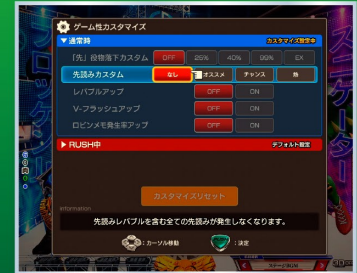 ゲーム性カスタマイズ
▼通常時 カスタマイズ設定中
「先」役物落下カスタム OFF 25% 40% 99% EX
先読みカスタム なし オススメ チャンス 熱
レバブルアップ OFF ON
V-フラッシュアップ OFF ON
ロビンメモ発生率アップ OFF ON
▶RUSH中 デフォルト設定
カスタマイズリセット
information
先読みレバブルを含む全ての先読みが発生しなくなります。
：カーソル移動 ：決定